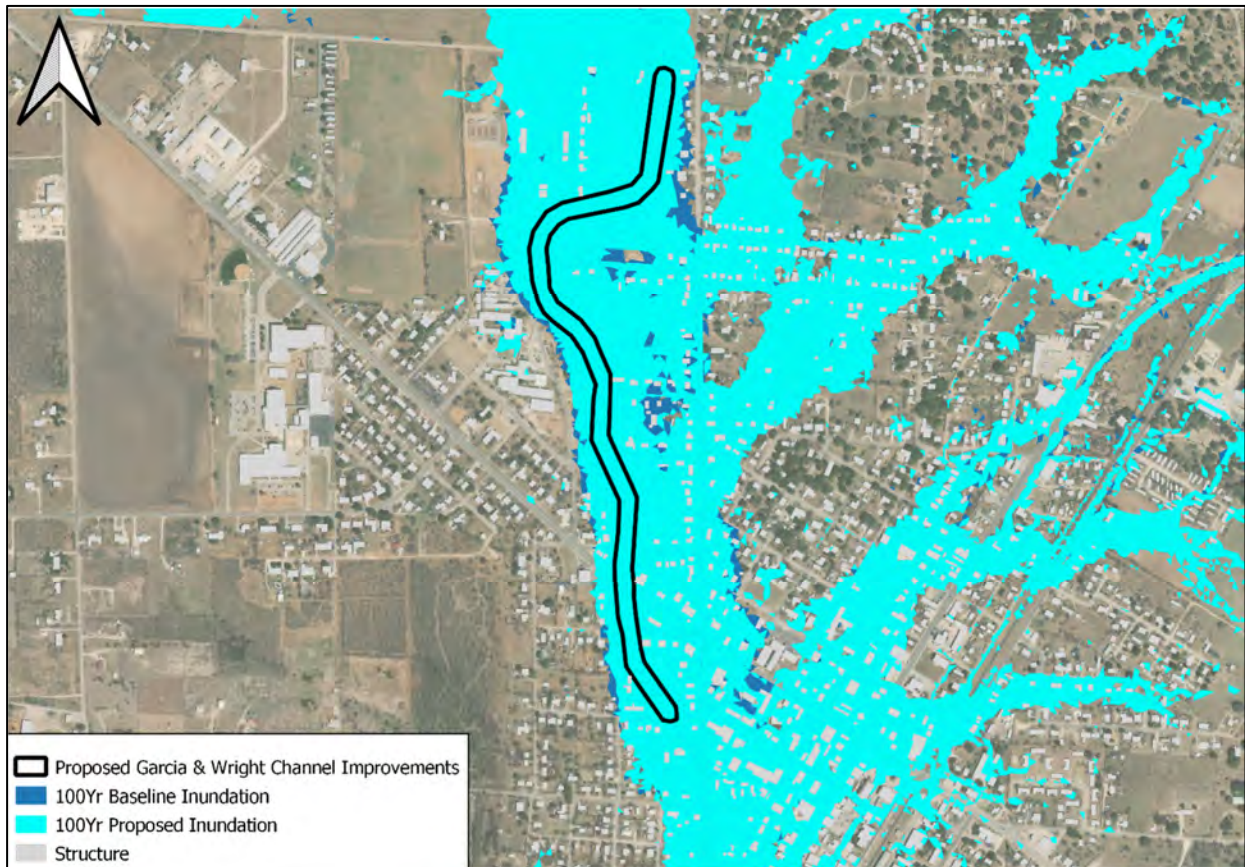 Proposed Garcia & Wright Channel Improvements
100Yr Baseline Inundation
100Yr Proposed Inundation
Structure